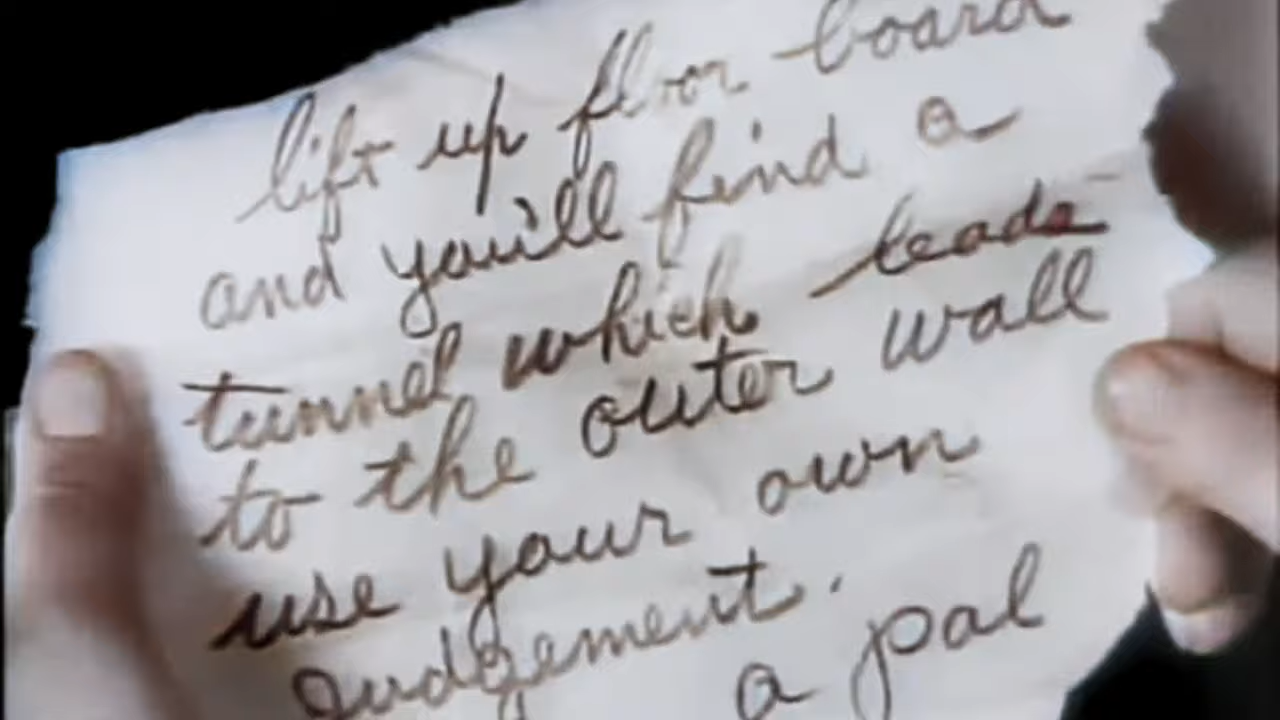 lift up floor board
and you'll find a
tunnel which leads
to the outer wall
use your own
Judgement.
a pal